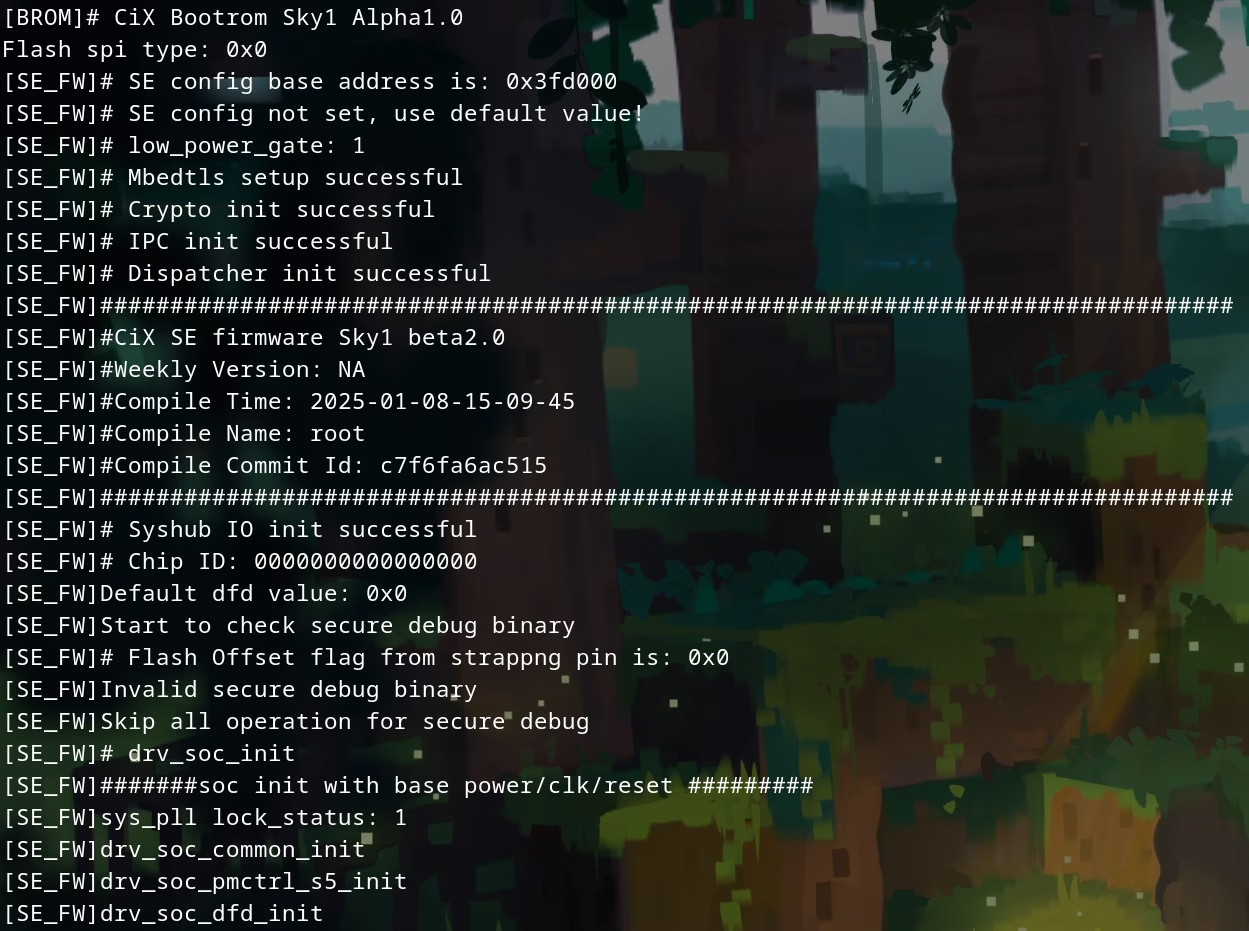 [BROM]# CiX Bootrom Sky1 Alpha1.0
Flash spi type: 0x0
[SE_FW]# SE config base address is: 0x3fd000
[SE_FW]# SE config not set, use default value!
[SE_FW]# low_power_gate: 1
[SE_FW]# Mbedtls setup successful
[SE_FW]# Crypto init successful
[SE_FW]# IPC init successful
[SE_FW]# Dispatcher init successful
[SE_FW]#################################################################################
[SE_FW]#CiX SE firmware Sky1 beta2.0
[SE_FW]#Weekly Version: NA
[SE_FW]#Compile Time: 2025-01-08-15-09-45
[SE_FW]#Compile Name: root
[SE_FW]#Compile Commit Id: c7f6fa6ac515
[SE_FW]#################################################################################
[SE_FW]# Syshub IO init successful
[SE_FW]# Chip ID: 0000000000000000
[SE_FW]Default dfd value: 0x0
[SE_FW]Start to check secure debug binary
[SE_FW]# Flash Offset flag from strappng pin is: 0x0
[SE_FW]Invalid secure debug binary
[SE_FW]Skip all operation for secure debug
[SE_FW]# drv_soc_init
[SE_FW]#######soc init with base power/clk/reset #########
[SE_FW]sys_pll lock_status: 1
[SE_FW]drv_soc_common_init
[SE_FW]drv_soc_pmctrl_s5_init
[SE_FW]drv_soc_dfd_init